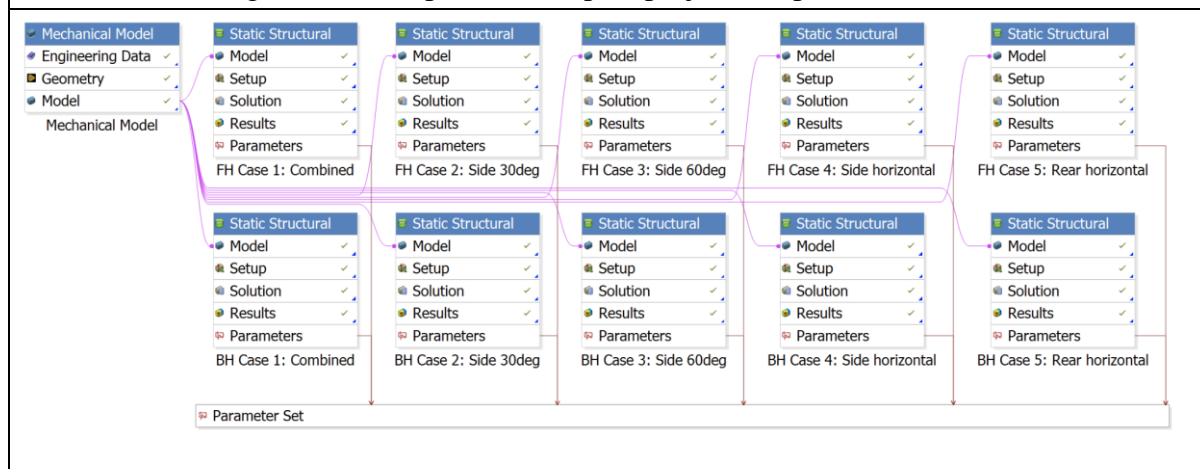 Mechanical Model
Engineering Data
Geometry
Model
Mechanical Model
Static Structural
Model
Setup
Solution
Results
Parameters
FH Case 1: Combined
Static Structural
Model
Setup
Solution
Results
Parameters
FH Case 2: Side 30deg
Static Structural
Model
Setup
Solution
Results
Parameters
FH Case 3: Side 60deg
Static Structural
Model
Setup
Solution
Results
Parameters
FH Case 4: Side horizontal
Static Structural
Model
Setup
Solution
Results
Parameters
FH Case 5: Rear horizontal
Static Structural
Model
Setup
Solution
Results
Parameters
BH Case 1: Combined
Static Structural
Model
Setup
Solution
Results
Parameters
BH Case 2: Side 30deg
Static Structural
Model
Setup
Solution
Results
Parameters
BH Case 3: Side 60deg
Static Structural
Model
Setup
Solution
Results
Parameters
BH Case 4: Side horizontal
Static Structural
Model
Setup
Solution
Results
Parameters
BH Case 5: Rear horizontal
Parameter Set